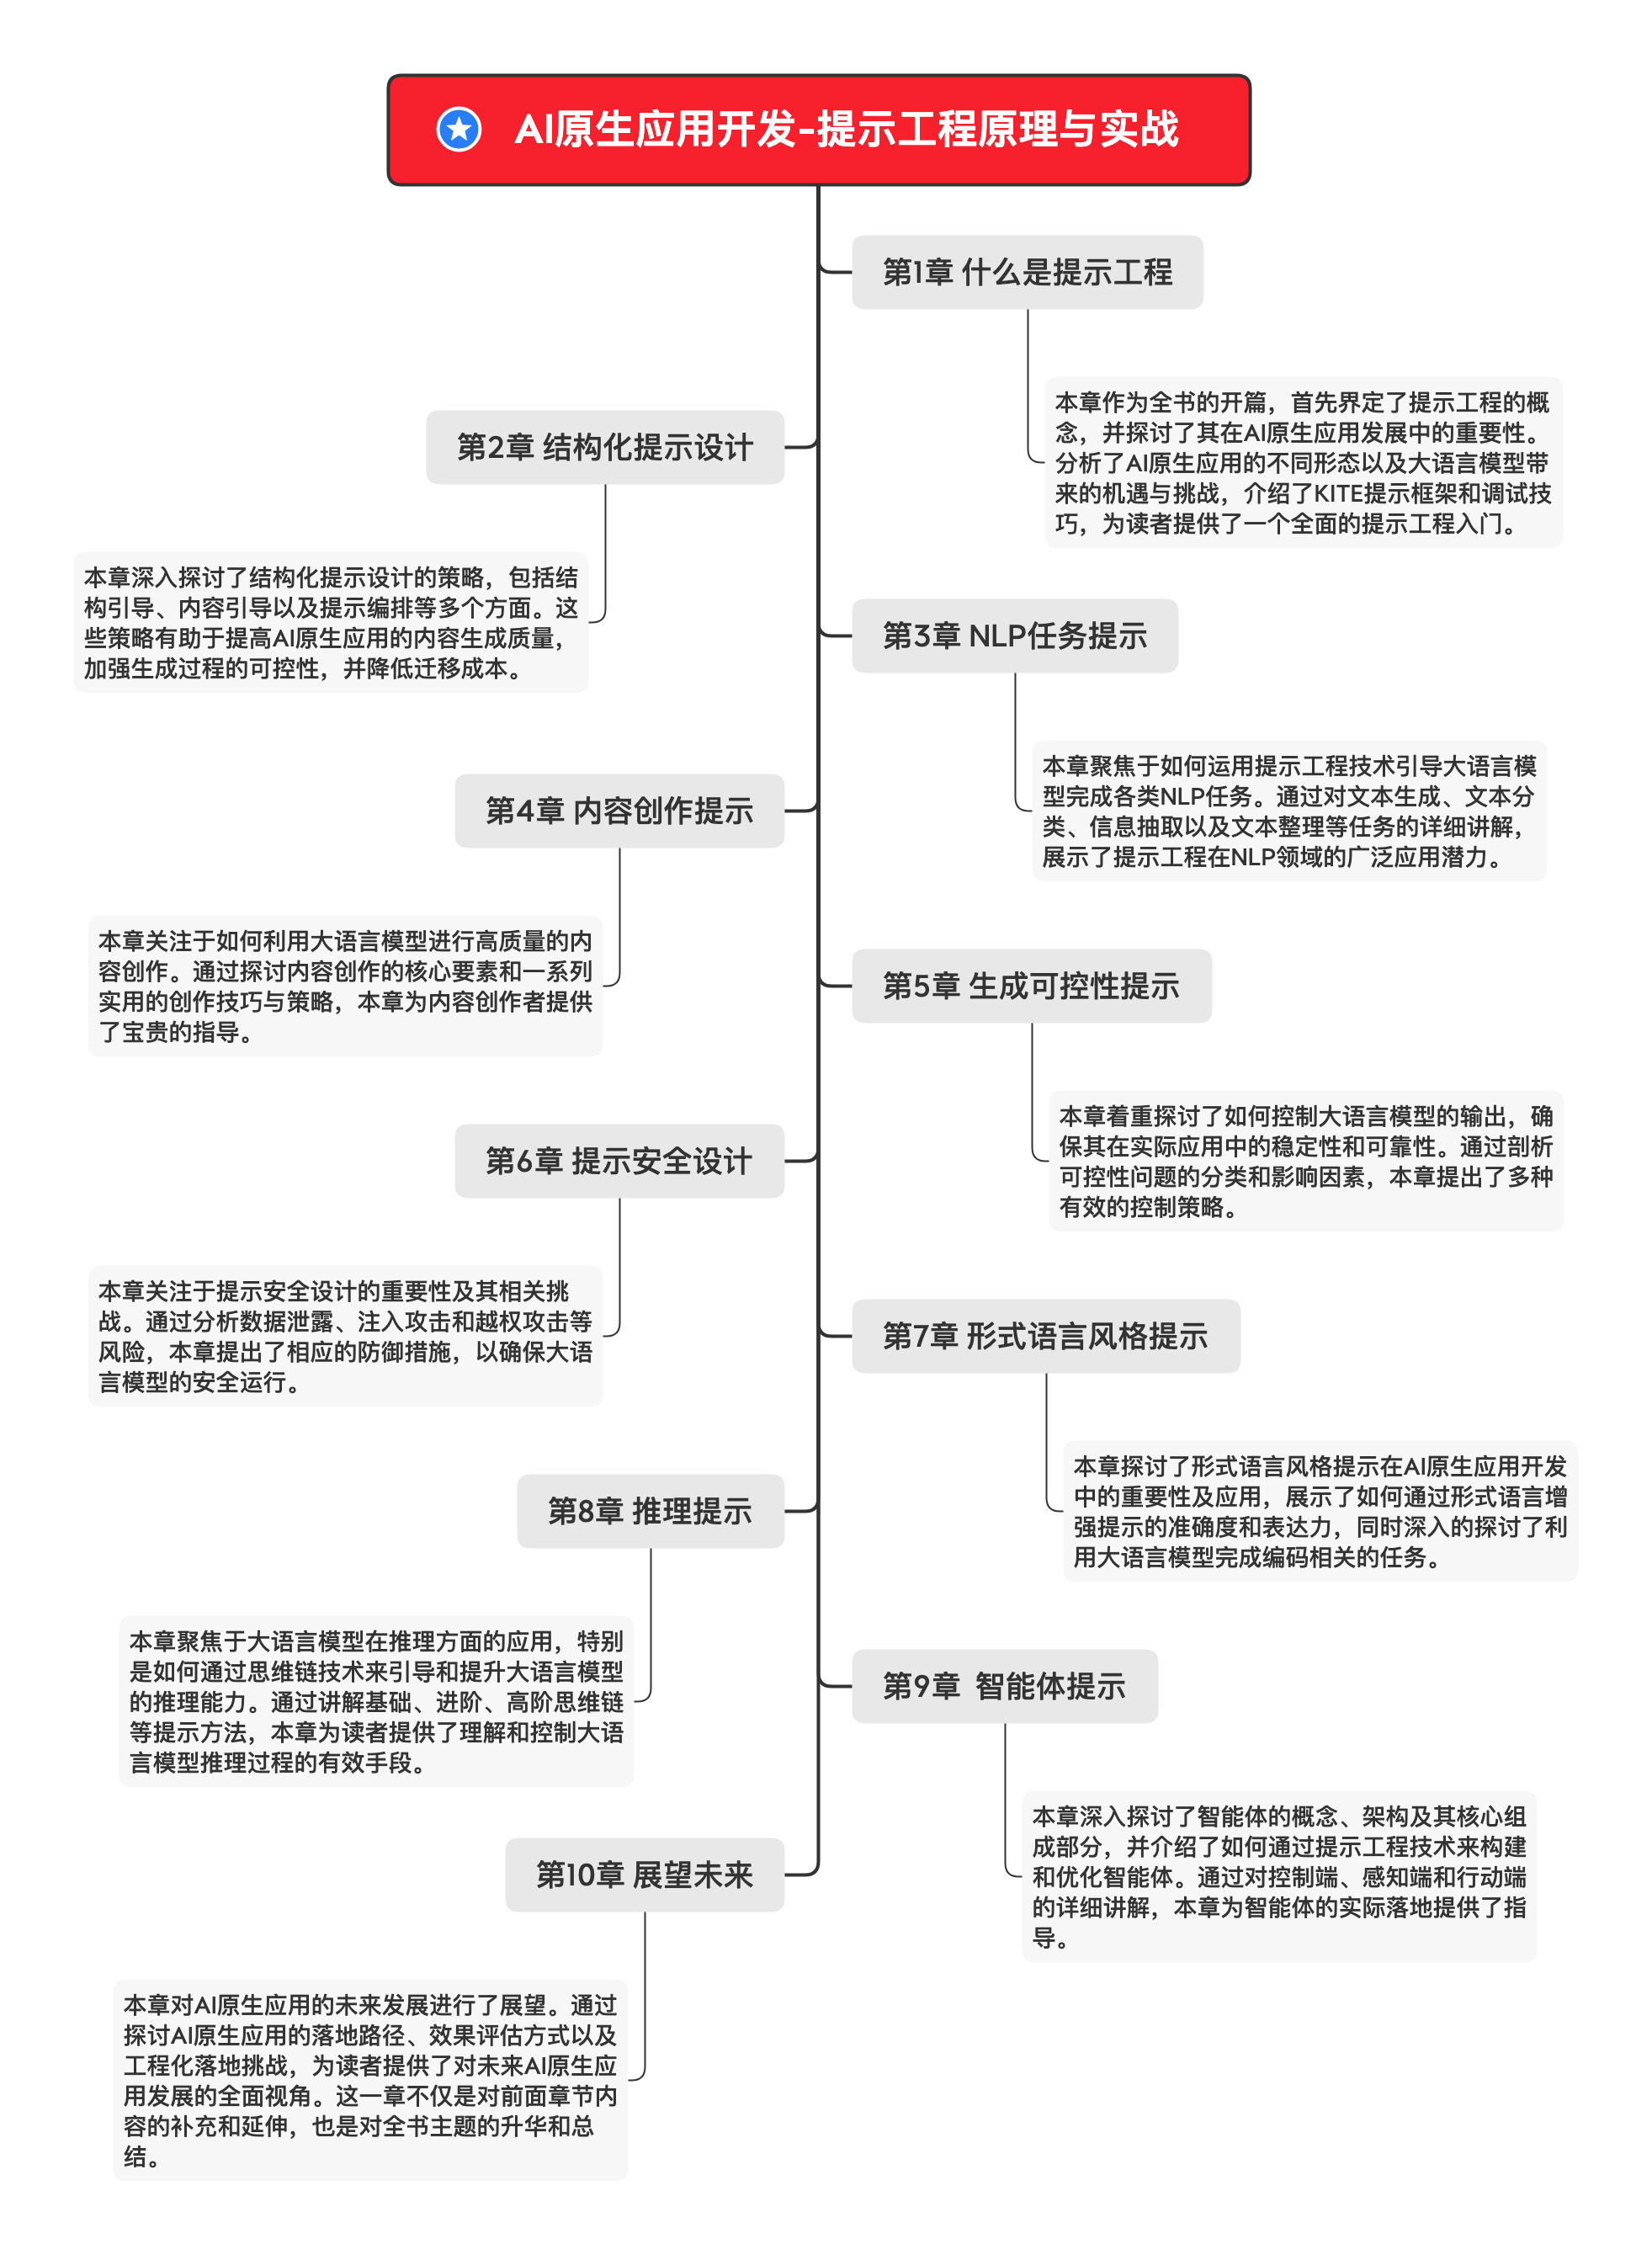 AI原生应用开发-提示工程原理与实战
第1章 什么是提示工程
本章作为全书的开篇，首先界定了提示工程的概
念，并探讨了其在AI原生应用发展中的重要性。
分析了AI原生应用的不同形态以及大语言模型带
来的机遇与挑战，介绍了KITE提示框架和调试技
巧，为读者提供了一个全面的提示工程入门。
第2章 结构化提示设计
本章深入探讨了结构化提示设计的策略，包括结
构引导、内容引导以及提示编排等多个方面。这
些策略有助于提高AI原生应用的内容生成质量，
加强生成过程的可控性，并降低迁移成本。
第3章 NLP任务提示
本章聚焦于如何运用提示工程技术引导大语言模
型完成各类NLP任务。通过对文本生成、文本分
类、信息抽取以及文本整理等任务的详细讲解，
展示了提示工程在NLP领域的广泛应用潜力。
第4章 内容创作提示
本章关注于如何利用大语言模型进行高质量的内
容创作。通过探讨内容创作的核心要素和一系列
实用的创作技巧与策略，本章为内容创作者提供
了宝贵的指导。
第5章 生成可控性提示
本章着重探讨了如何控制大语言模型的输出，确
保其在实际应用中的稳定性和可靠性。通过剖析
可控性问题的分类和影响因素，本章提出了多种
有效的控制策略。
第6章 提示安全设计
本章关注于提示安全设计的重要性及其相关挑
战。通过分析数据泄露、注入攻击和越权攻击等
风险，本章提出了相应的防御措施，以确保大语
言模型的安全运行。
第7章 形式语言风格提示
本章探讨了形式语言风格提示在AI原生应用开发
中的重要性及应用，展示了如何通过形式语言增
强提示的准确度和表达力，同时深入的探讨了利
用大语言模型完成编码相关的任务。
第8章 推理提示
本章聚焦于大语言模型在推理方面的应用，特别
是如何通过思维链技术来引导和提升大语言模型
的推理能力。通过讲解基础、进阶、高阶思维链
等提示方法，本章为读者提供了理解和控制大语
言模型推理过程的有效手段。
第9章 智能体提示
本章深入探讨了智能体的概念、架构及其核心组
成部分，并介绍了如何通过提示工程技术来构建
和优化智能体。通过对控制端、感知端和行动端
的详细讲解，本章为智能体的实际落地提供了指
导。
第10章 展望未来
本章对AI原生应用的未来发展进行了展望。通过
探讨AI原生应用的落地路径、效果评估方式以及
工程化落地挑战，为读者提供了对未来AI原生应
用发展的全面视角。这一章不仅是对前面章节内
容的补充和延伸，也是对全书主题的升华和总
结。